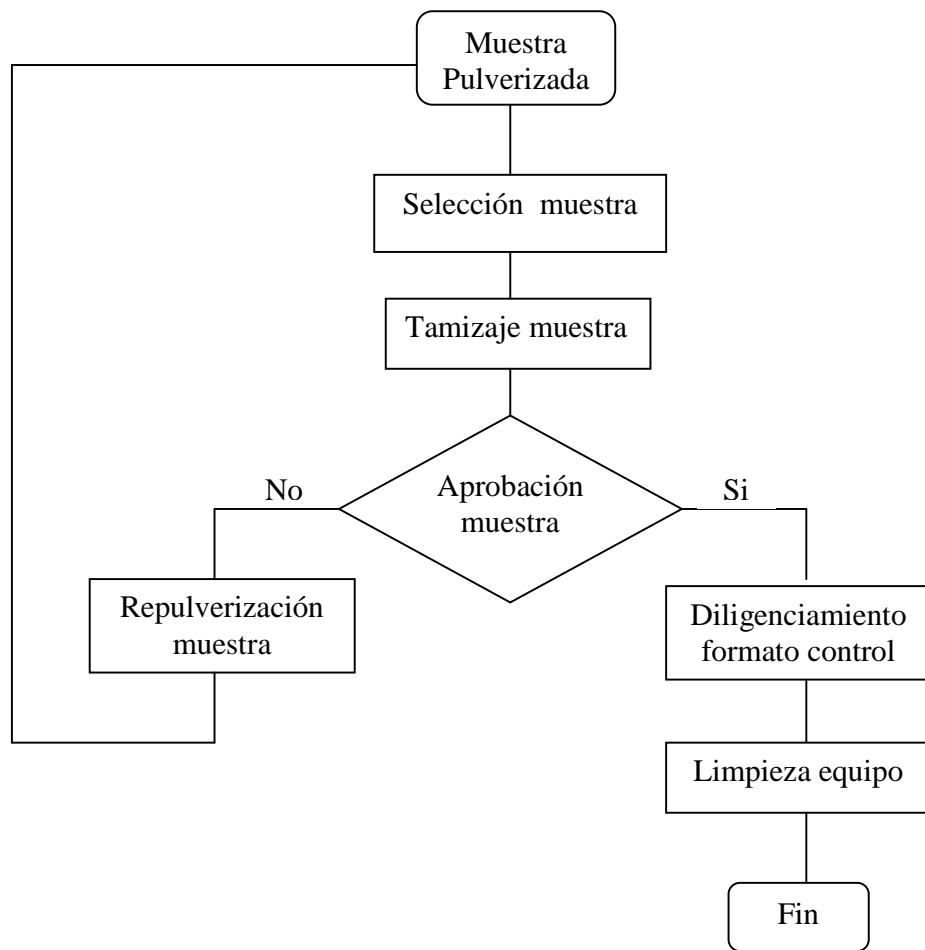 Muestra
Pulverizada
Selección muestra
Tamizaje muestra
No
Aprobación
muestra
Si
Repulverización
muestra
Diligenciamiento
formato control
Limpieza equipo
Fin